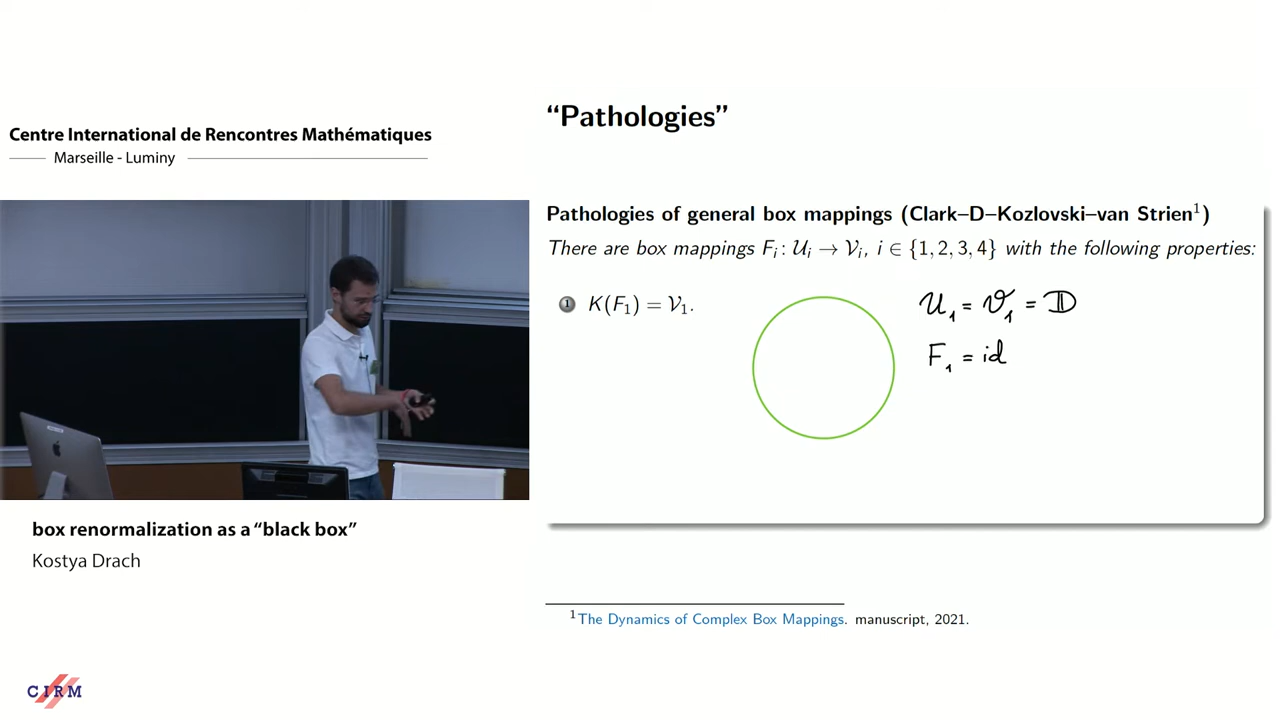 Centre International de Rencontres Mathématiques
Marseille - Luminy
box renormalization as a “black box”
Kostya Drach
CIRM
“Pathologies”
Pathologies of general box mappings (Clark–D–Kozlovski–van Strien¹)
There are box mappings Fᵢ : 𝒰ᵢ → 𝒱ᵢ, i ∈ {1, 2, 3, 4} with the following properties:
1 K(F₁) = 𝒱₁.
𝒰₁ = 𝒱₁ = 𝔻
F₁ = id
¹The Dynamics of Complex Box Mappings. manuscript, 2021.